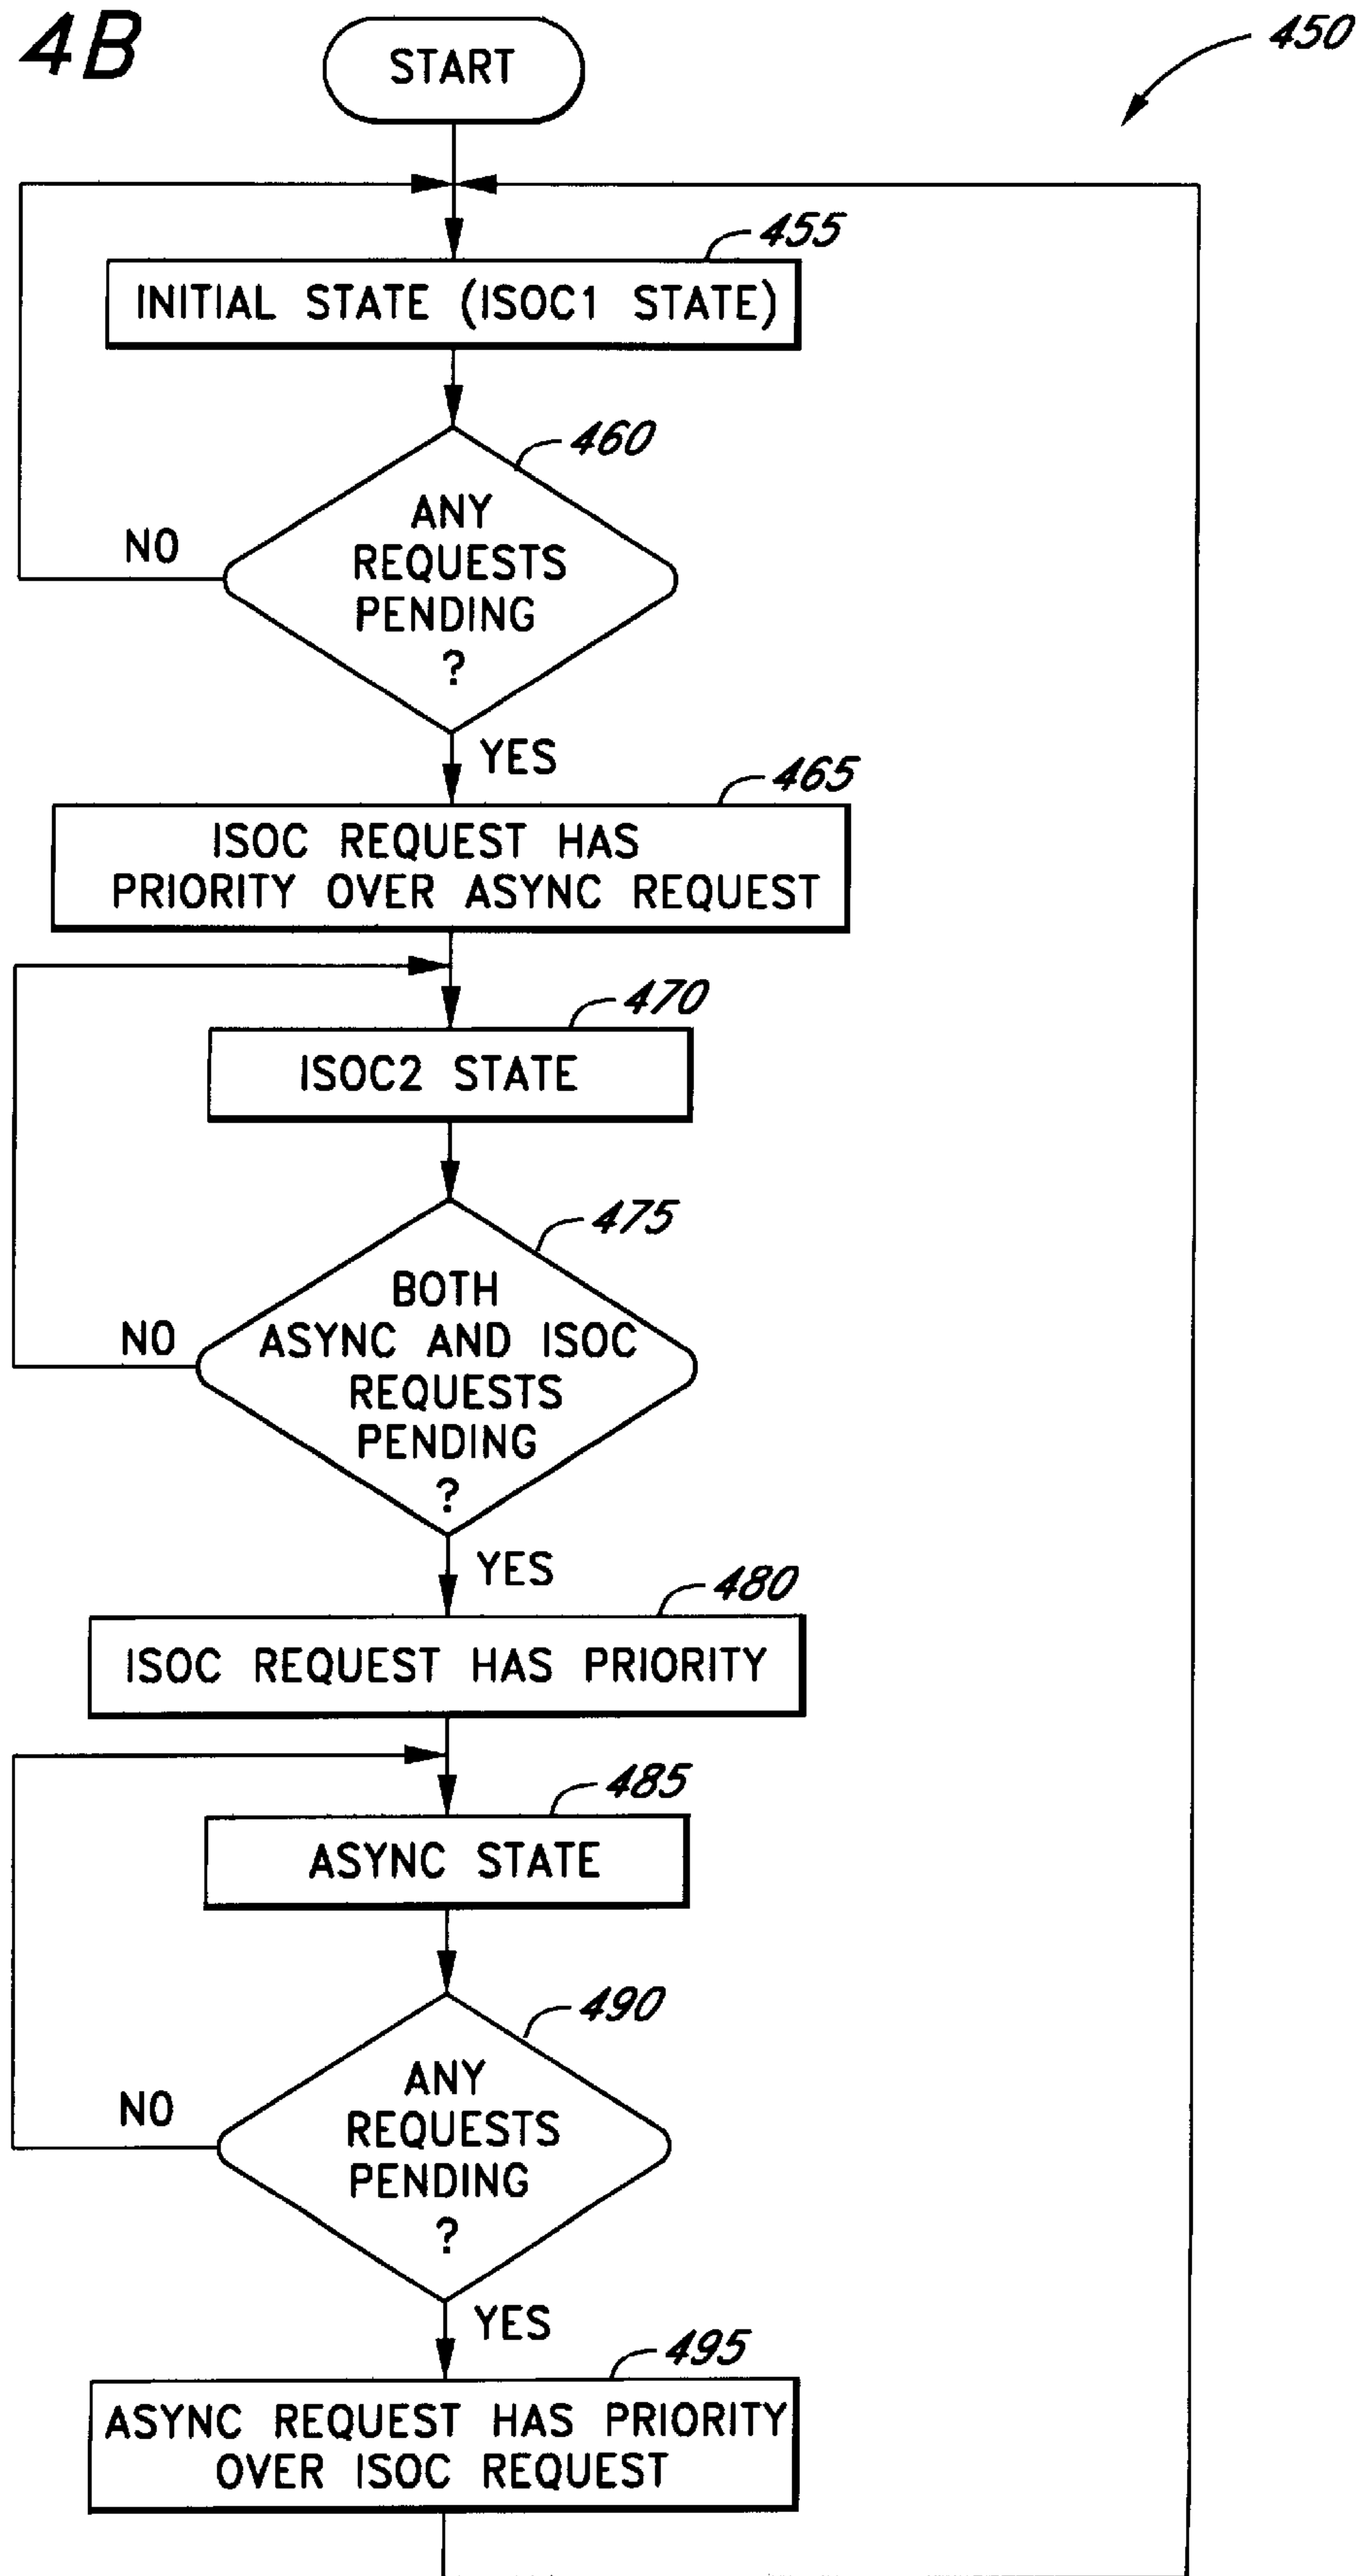 4B
START
450
455
INITIAL STATE (ISOC1 STATE)
460
ANY
REQUESTS
PENDING
?
NO
YES
465
ISOC REQUEST HAS
PRIORITY OVER ASYNC REQUEST
470
ISOC2 STATE
475
BOTH
ASYNC AND ISOC
REQUESTS
PENDING
?
NO
YES
480
ISOC REQUEST HAS PRIORITY
485
ASYNC STATE
490
ANY
REQUESTS
PENDING
?
NO
YES
495
ASYNC REQUEST HAS PRIORITY
OVER ISOC REQUEST